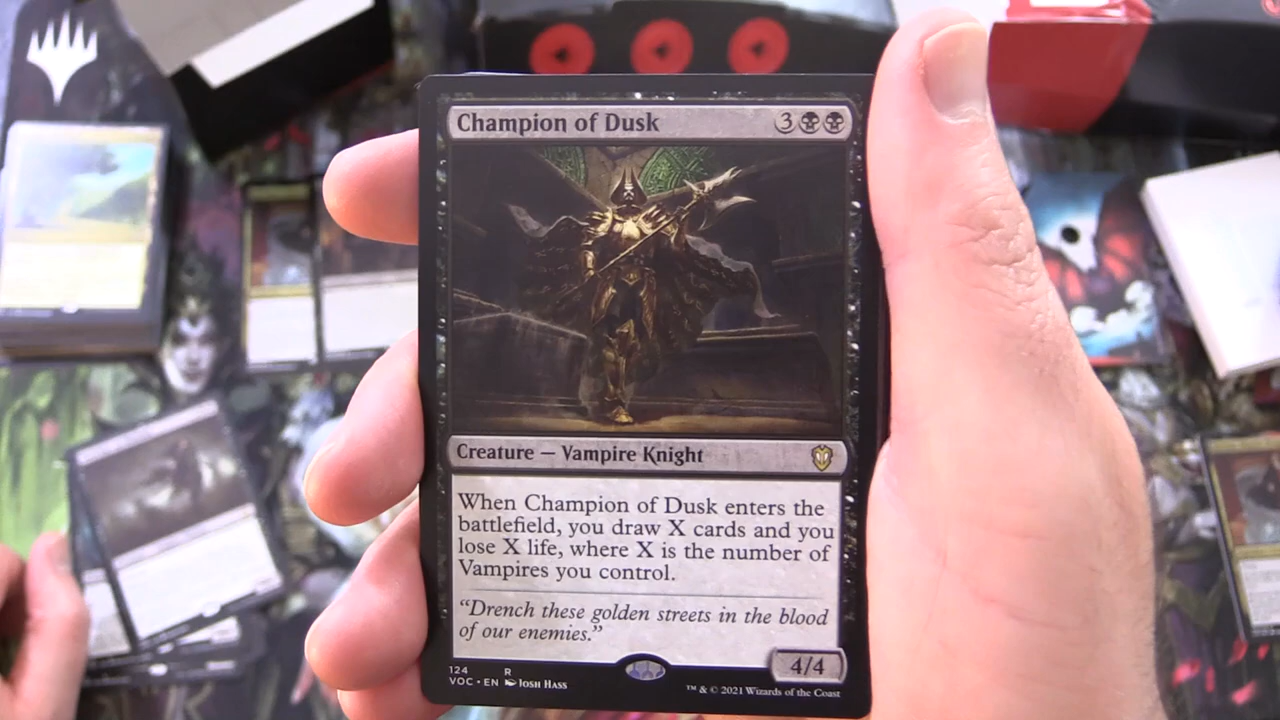 Champion of Dusk 3
Creature — Vampire Knight
When Champion of Dusk enters the
battlefield, you draw X cards and you
lose X life, where X is the number of
Vampires you control.
“Drench these golden streets in the blood
of our enemies.”
4/4
124 R
VOC • EN Josh Hass
™ & © 2021 Wizards of the Coast